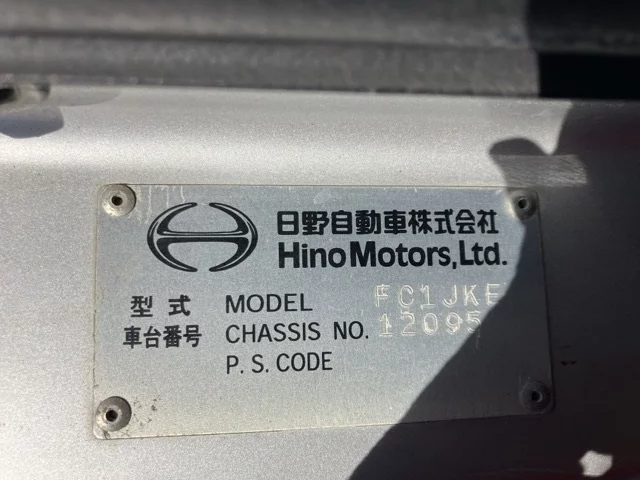 日野自動車株式会社
Hino Motors, Ltd.
型式 MODEL FC1JKE
車台番号 CHASSIS NO. 12095
P.S. CODE